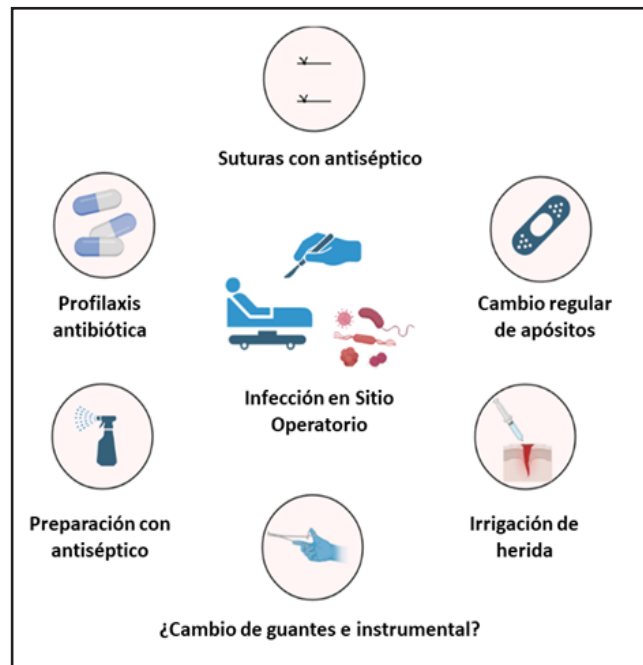 Suturas con antiséptico
Profilaxis
antibiótica
Cambio regular
de apósitos
Infección en Sitio
Operatorio
Preparación con
antiséptico
Irrigación de
herida
¿Cambio de guantes e instrumental?